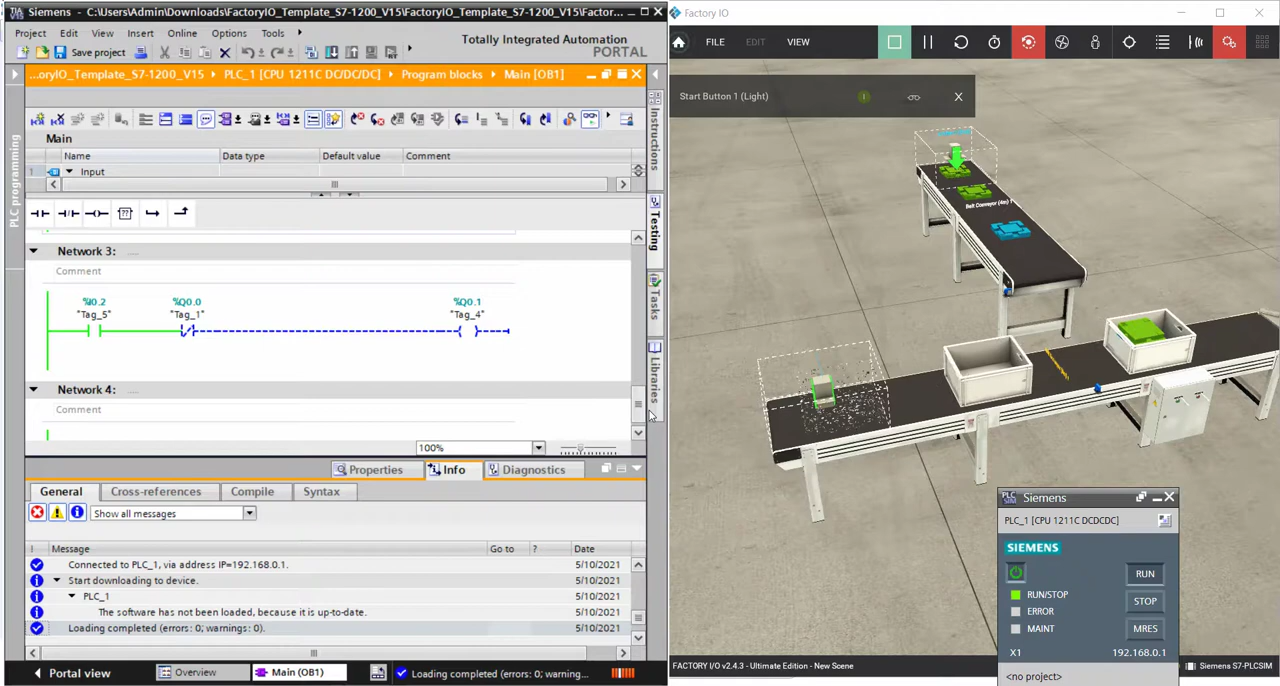 Siemens - C:\Users\Admin\Downloads\FactoryIO_Template_S7-1200_V15\FactoryIO_Template_S7-1200_V15\Factor...
Project Edit View Insert Online Options Tools
Totally Integrated Automation
PORTAL
Save project
...oryIO_Template_S7-1200_V15 PLC_1 [CPU 1211C DC/DC/DC] Program blocks Main [OB1]
PLC programming
Main
Name Data type Default value Comment
1 Input
Network 3:
Comment
%I0.2 %Q0.0 %Q0.1
"Tag_5" "Tag_1" "Tag_4"
Network 4:
Comment
100%
Instructions
Testing
Tasks
Libraries
Properties Info Diagnostics
General Cross-references Compile Syntax
Show all messages
! Message Go to ? Date
Connected to PLC_1, via address IP=192.168.0.1. 5/10/2021
Start downloading to device. 5/10/2021
PLC_1 5/10/2021
The software has not been loaded, because it is up-to-date. 5/10/2021
Loading completed (errors: 0; warnings: 0). 5/10/2021
Portal view Overview Main (OB1) Loading completed (errors: 0; warning...
Factory IO
FILE EDIT VIEW
Start Button 1 (Light)
Belt Conveyor (4m) 1
Siemens
PLC_1 [CPU 1211C DCDCDC]
SIEMENS
RUN
RUN/STOP
STOP
ERROR
MAINT
MRES
X1 192.168.0.1
<no project>
FACTORY I/O v2.4.3 - Ultimate Edition - New Scene
Siemens S7-PLCSIM